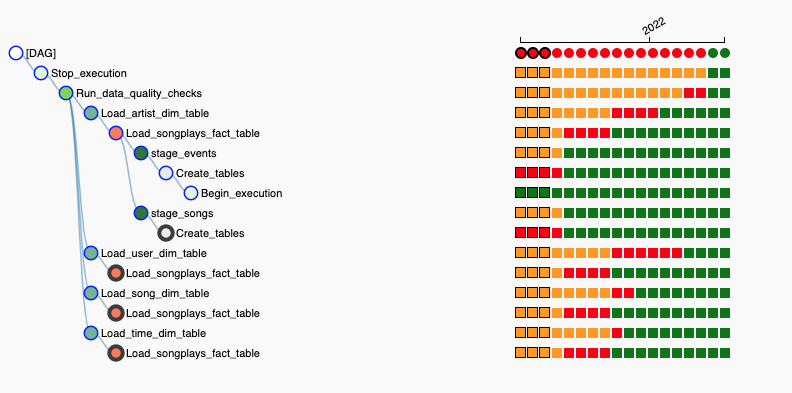 2022
[DAG]
Stop_execution
Run_data_quality_checks
Load_artist_dim_table
Load_songplays_fact_table
stage_events
Create_tables
Begin_execution
stage_songs
Create_tables
Load_user_dim_table
Load_songplays_fact_table
Load_song_dim_table
Load_songplays_fact_table
Load_time_dim_table
Load_songplays_fact_table